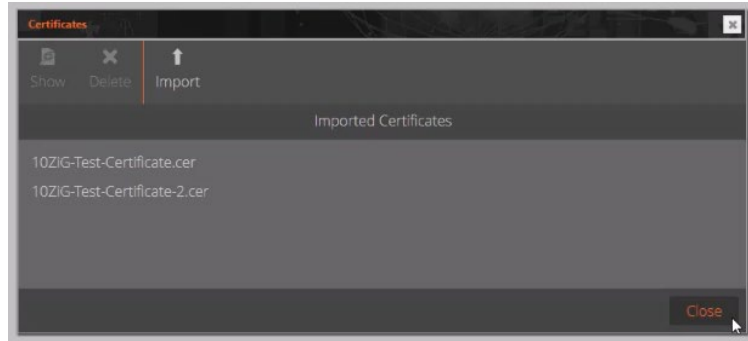 Certificates
Show Delete Import
Imported Certificates
10ZiG-Test-Certificate.cer
10ZiG-Test-Certificate-2.cer
Close